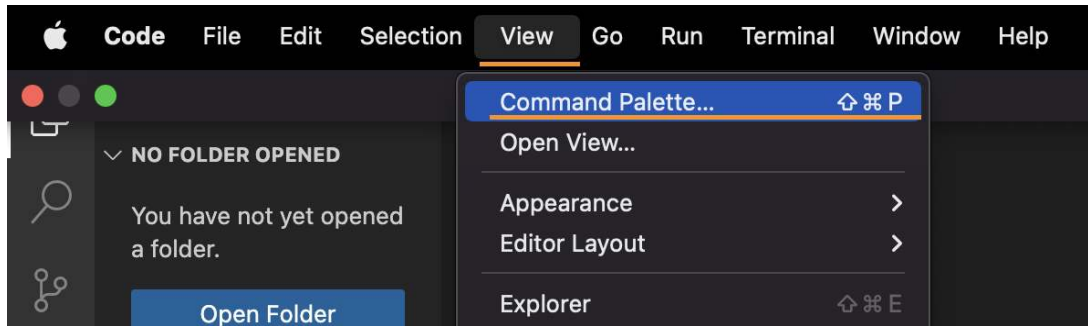 Code File Edit Selection View Go Run Terminal Window Help
Command Palette... ⇧⌘P
Open View...
NO FOLDER OPENED
Appearance
You have not yet opened
a folder.
Editor Layout
Open Folder
Explorer ⇧⌘E